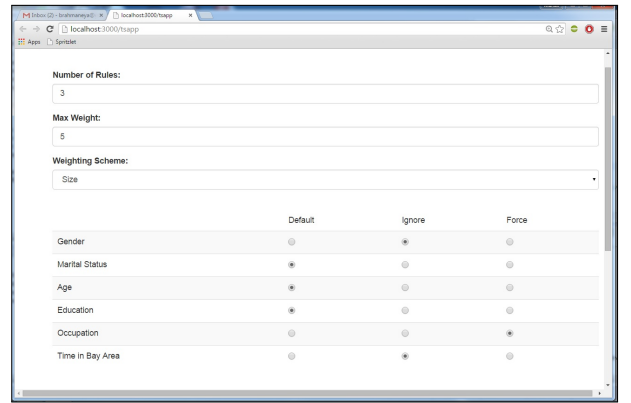 Inbox (2) - brahmaneya@
localhost:3000/tsapp
localhost:3000/tsapp
Apps
Spritzlet
Number of Rules:
3
Max Weight:
5
Weighting Scheme:
Size
Default Ignore Force
Gender
Marital Status
Age
Education
Occupation
Time in Bay Area